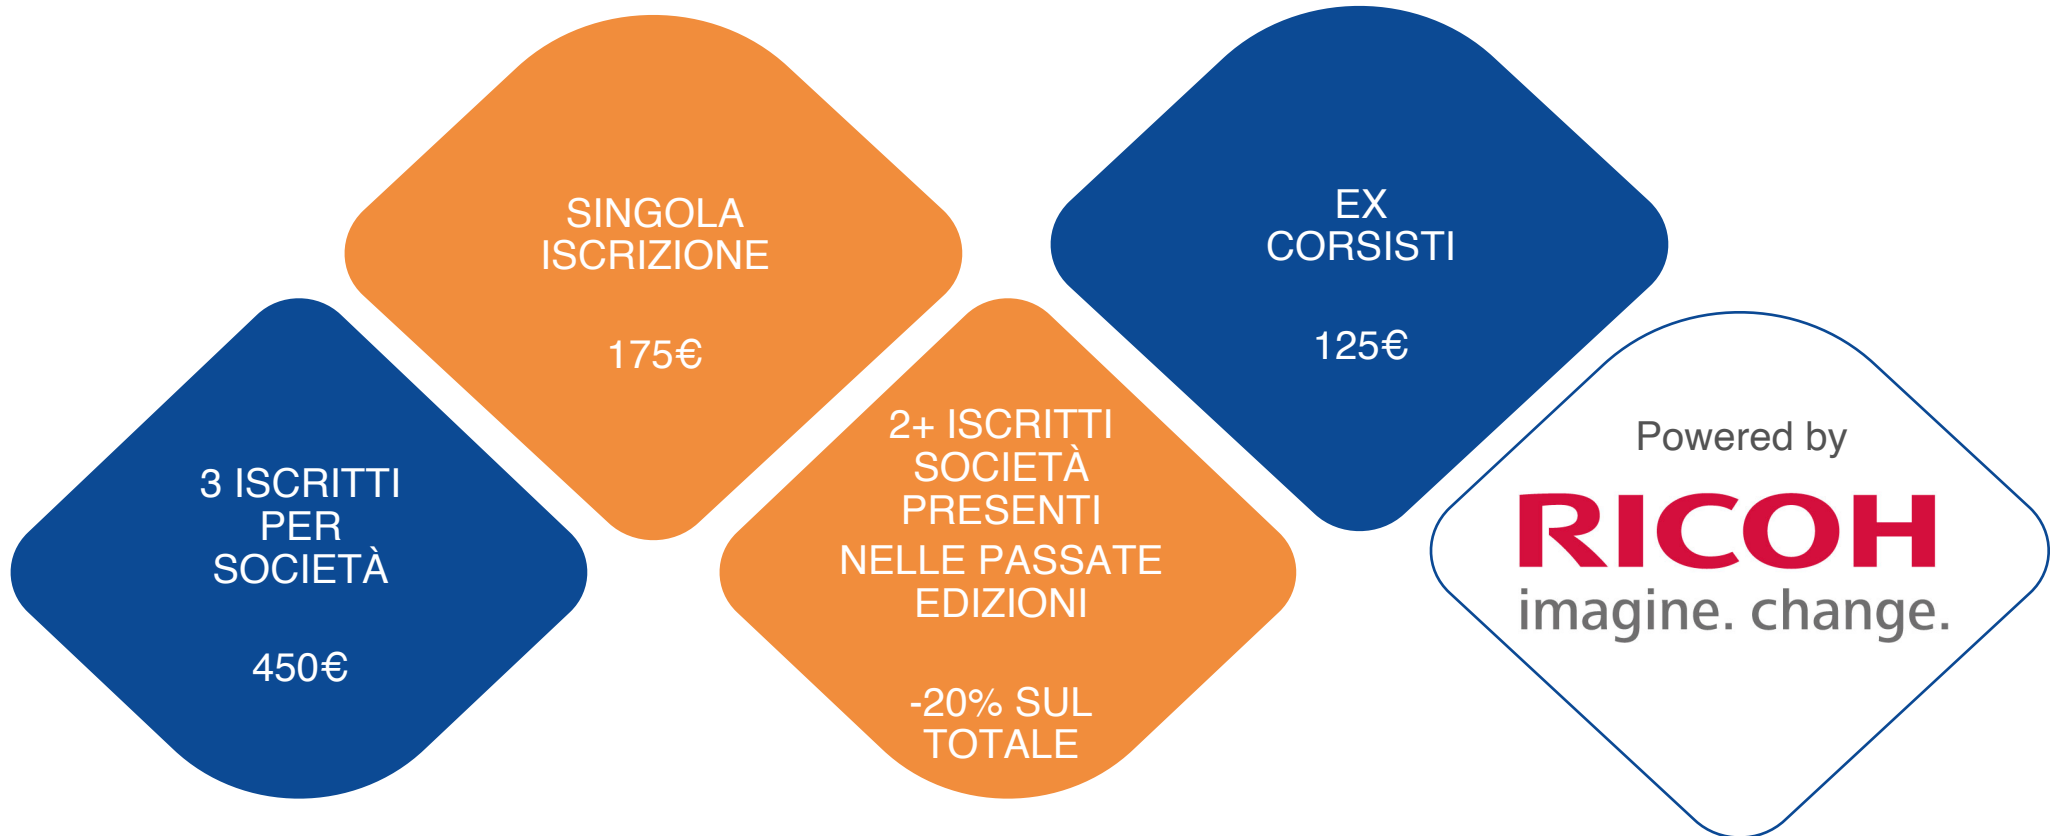 SINGOLA
ISCRIZIONE
175€
EX
CORSISTI
125€
3 ISCRITTI
PER
SOCIETÀ
450€
2+ ISCRITTI
SOCIETÀ
PRESENTI
NELLE PASSATE
EDIZIONI
-20% SUL
TOTALE
Powered by
RICOH
imagine. change.